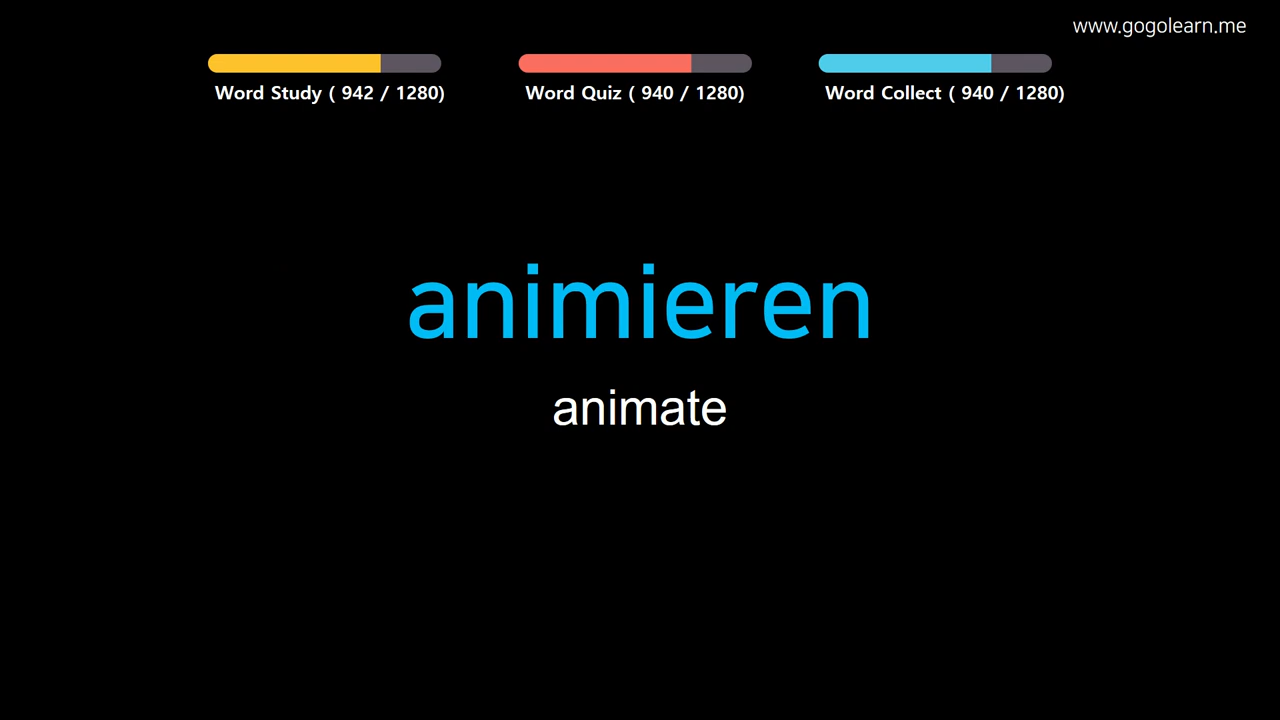 www.gogolearn.me
Word Study ( 942 / 1280)
Word Quiz ( 940 / 1280)
Word Collect ( 940 / 1280)
animieren
animate